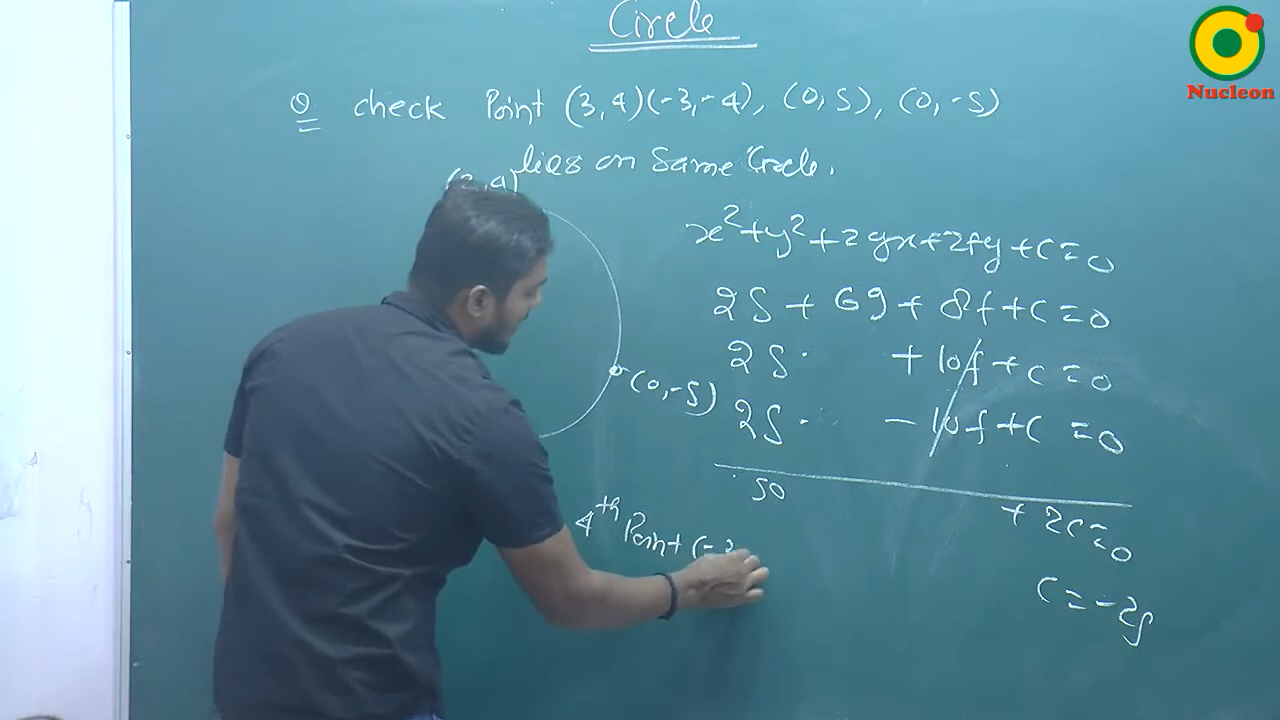 Circle
Nucleon
Q check Point (3,4)(-3,-4), (0,5), (0,-5)
lies on Same Circle.
x²+y²+2gx+2fy+c=0
25 + 6g + 8f+c=0
25 + 10f+c=0
(0,-5)
25 - 10f+c=0
50 + 2c=0
4th Point (-3
c=-25